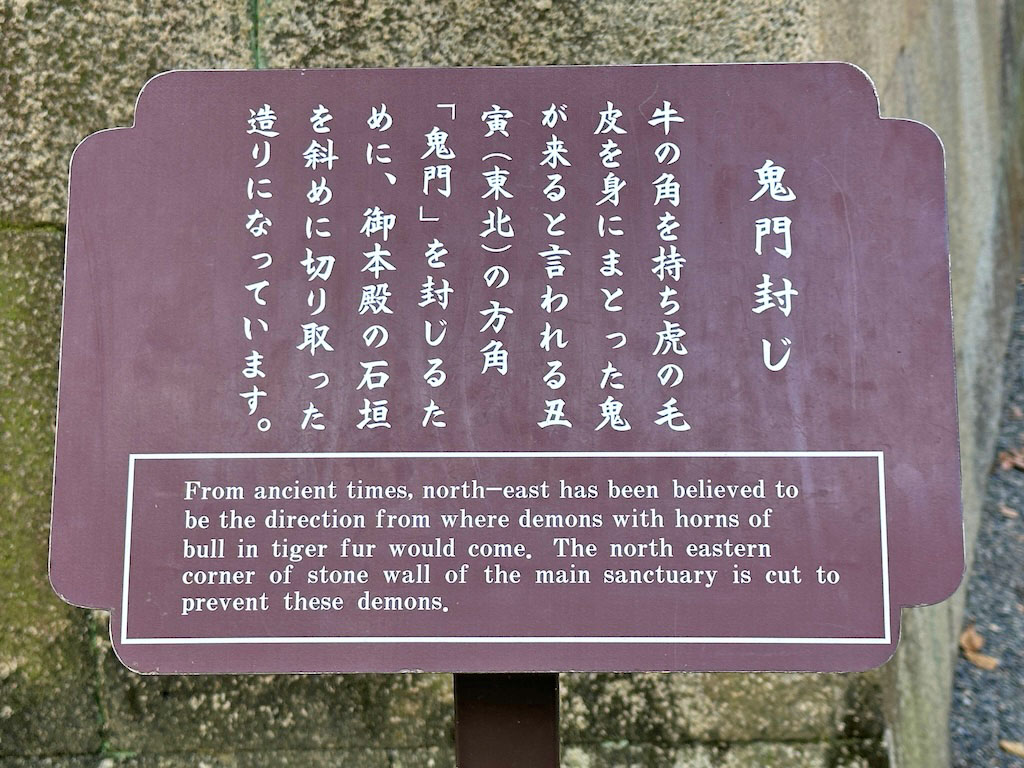 鬼門封じ
牛の角を持ち虎の毛
皮を身にまとった鬼
が来ると言われる丑
寅（東北）の方角
「鬼門」を封じるた
めに、御本殿の石垣
を斜めに切り取った
造りになっています。
From ancient times, north-east has been believed to
be the direction from where demons with horns of
bull in tiger fur would come. The north eastern
corner of stone wall of the main sanctuary is cut to
prevent these demons.